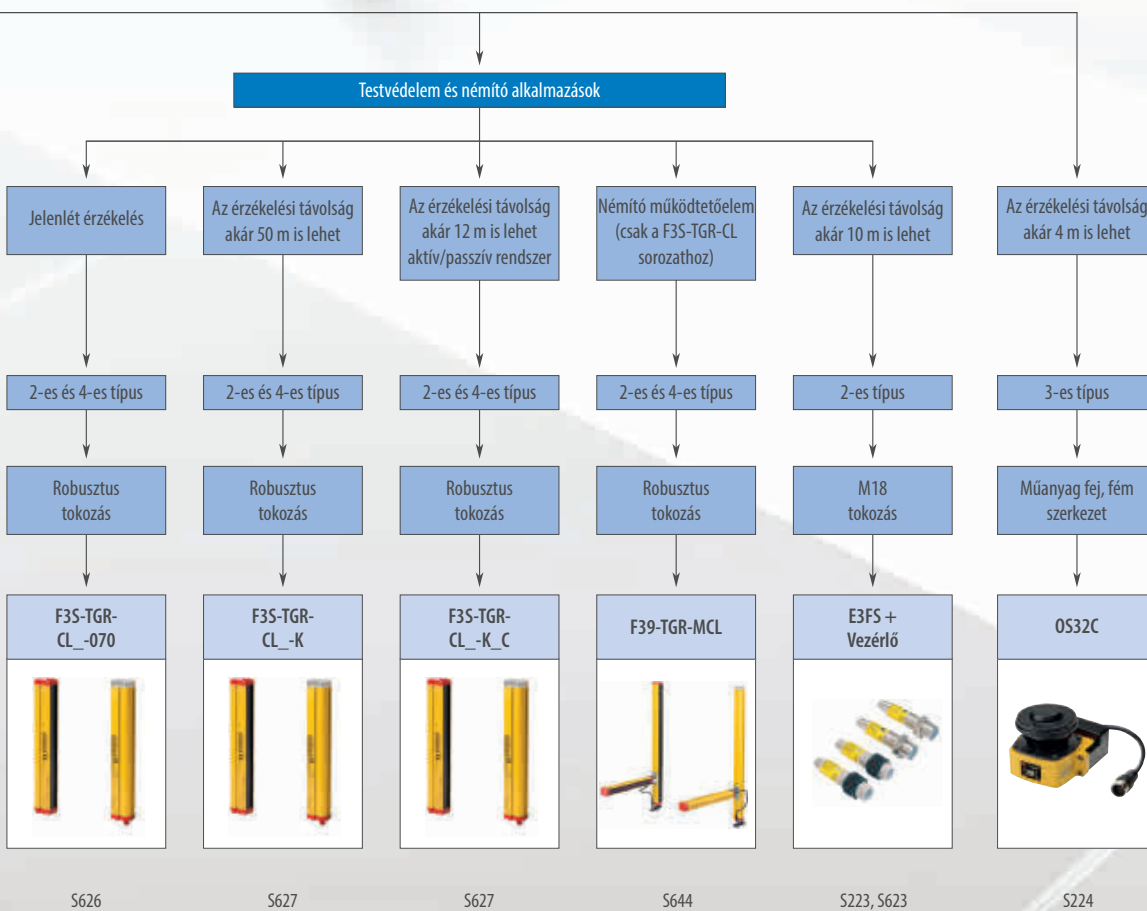 Testvédelem és némító alkalmazások
Jelenlét érzékelés
Az érzékelési távolság
akár 50 m is lehet
Az érzékelési távolság
akár 12 m is lehet
aktív/passzív rendszer
Némító működtetőelem
(csak a F3S-TGR-CL
sorozathoz)
Az érzékelési távolság
akár 10 m is lehet
Az érzékelési távolság
akár 4 m is lehet
2-es és 4-es típus
2-es és 4-es típus
2-es és 4-es típus
2-es és 4-es típus
2-es típus
3-es típus
Robusztus
tokozás
Robusztus
tokozás
Robusztus
tokozás
Robusztus
tokozás
M18
tokozás
Műanyag fej, fém
szerkezet
F3S-TGR-
CL_-070
F3S-TGR-
CL_-K
F3S-TGR-
CL_-K_C
F39-TGR-MCL
E3FS +
Vezérlő
OS32C
S626
S627
S627
S644
S223, S623
S224